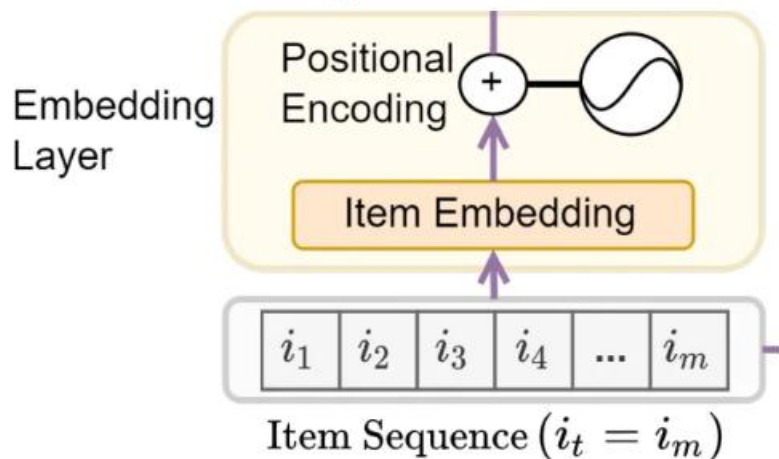 Positional
Encoding
+
Embedding
Layer
Item Embedding
i₁ i₂ i₃ i₄ ... iₘ
Item Sequence (iₜ = iₘ)